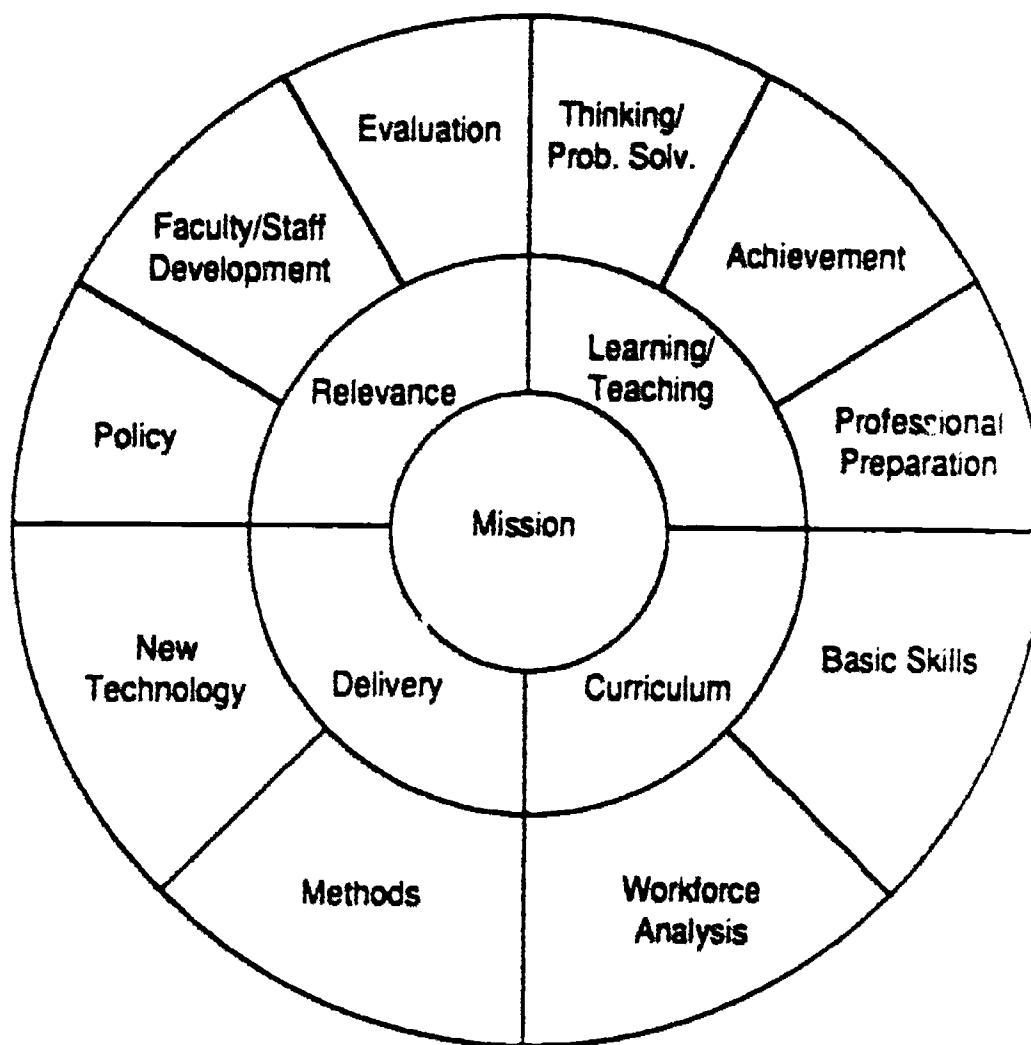 Evaluation
Thinking/
Prob. Solv.
Faculty/Staff
Development
Achievement
Relevance
Learning/
Teaching
Policy
Professional
Preparation
Mission
New
Technology
Delivery
Curriculum
Basic Skills
Methods
Workforce
Analysis